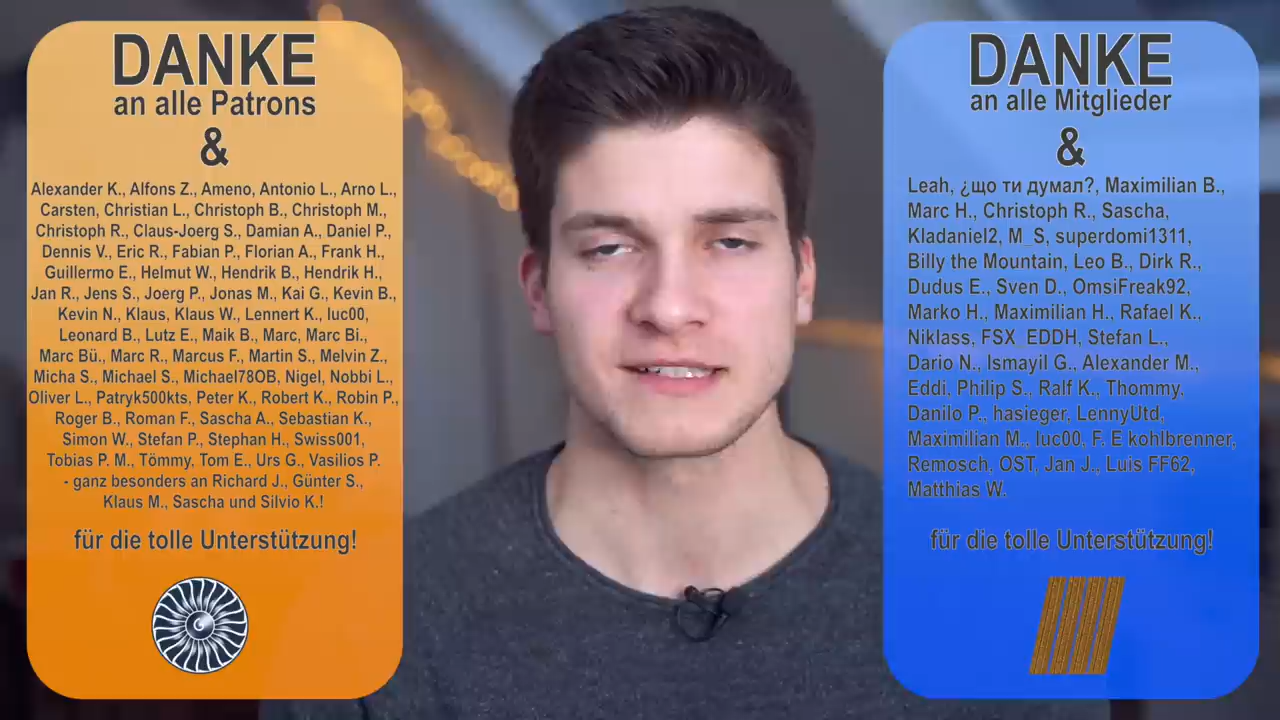 DANKE
an alle Patrons
&
Alexander K., Alfons Z., Ameno, Antonio L., Arno L.,
Carsten, Christian L., Christoph B., Christoph M.,
Christoph R., Claus-Joerg S., Damian A., Daniel P.,
Dennis V., Eric R., Fabian P., Florian A., Frank H.,
Guillermo E., Helmut W., Hendrik B., Hendrik H.,
Jan R., Jens S., Joerg P., Jonas M., Kai G., Kevin B.,
Kevin N., Klaus, Klaus W., Lennert K., luc00,
Leonard B., Lutz E., Maik B., Marc, Marc Bi.,
Marc Bü., Marc R., Marcus F., Martin S., Melvin Z.,
Micha S., Michael S., Michael78OB, Nigel, Nobbi L.,
Oliver L., Patryk500kts, Peter K., Robert K., Robin P.,
Roger B., Roman F., Sascha A., Sebastian K.,
Simon W., Stefan P., Stephan H., Swiss001,
Tobias P. M., Tömmy, Tom E., Urs G., Vasilios P.
- ganz besonders an Richard J., Günter S.,
Klaus M., Sascha und Silvio K.!
für die tolle Unterstützung!
DANKE
an alle Mitglieder
&
Leah, ¿що ти думал?, Maximilian B.,
Marc H., Christoph R., Sascha,
Kladaniel2, M_S, superdomi1311,
Billy the Mountain, Leo B., Dirk R.,
Dudus E., Sven D., OmsiFreak92,
Marko H., Maximilian H., Rafael K.,
Niklass, FSX_EDDH, Stefan L.,
Dario N., Ismayil G., Alexander M.,
Eddi, Philip S., Ralf K., Thommy,
Danilo P., hasieger, LennyUtd,
Maximilian M., luc00, F. E kohlbrenner,
Remosch, OST, Jan J., Luis FF62,
Matthias W.
für die tolle Unterstützung!